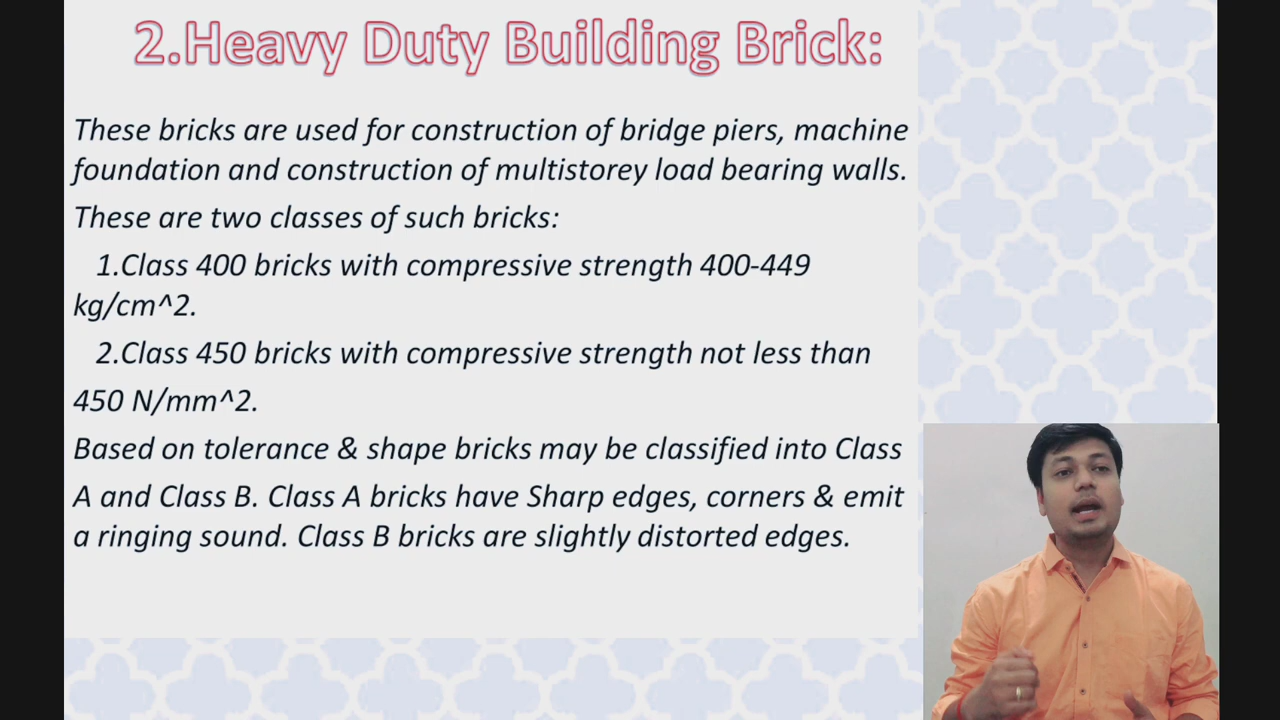 2.Heavy Duty Building Brick:
These bricks are used for construction of bridge piers, machine
foundation and construction of multistorey load bearing walls.
These are two classes of such bricks:
1.Class 400 bricks with compressive strength 400-449
kg/cm^2.
2.Class 450 bricks with compressive strength not less than
450 N/mm^2.
Based on tolerance & shape bricks may be classified into Class
A and Class B. Class A bricks have Sharp edges, corners & emit
a ringing sound. Class B bricks are slightly distorted edges.